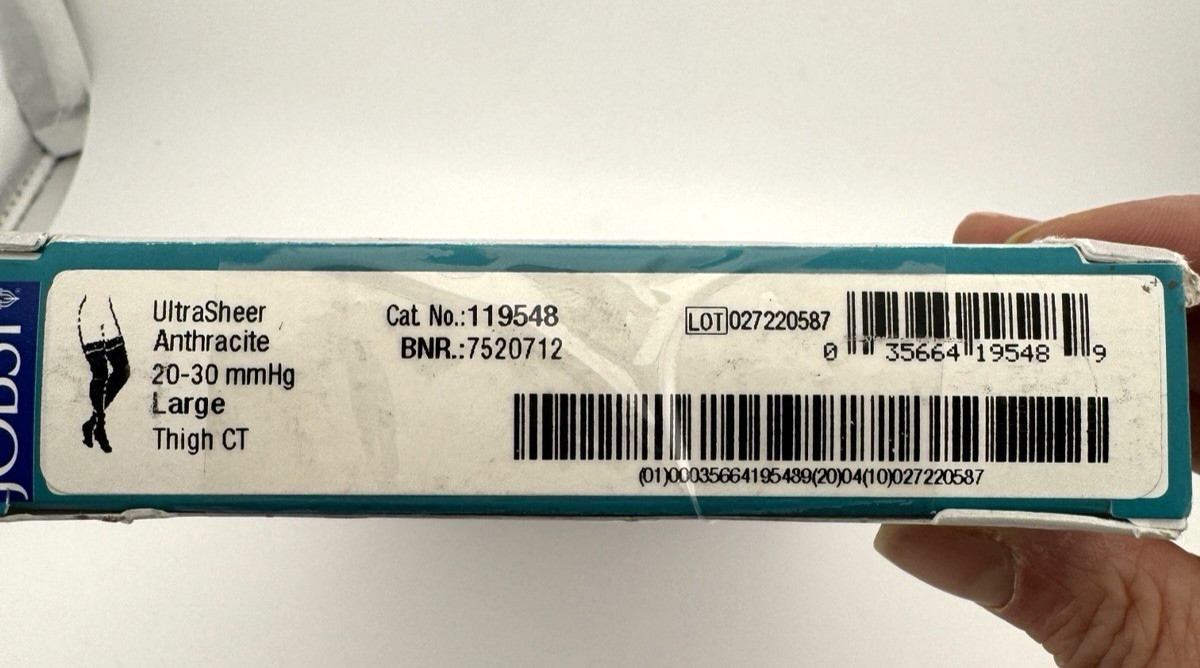 JOBST
UltraSheer
Anthracite
20-30 mmHg
Large
Thigh CT
Cat. No.:119548
BNR.:7520712
LOT 027220587
0 35664 19548 9
(01)00035664195489(20)04(10)027220587